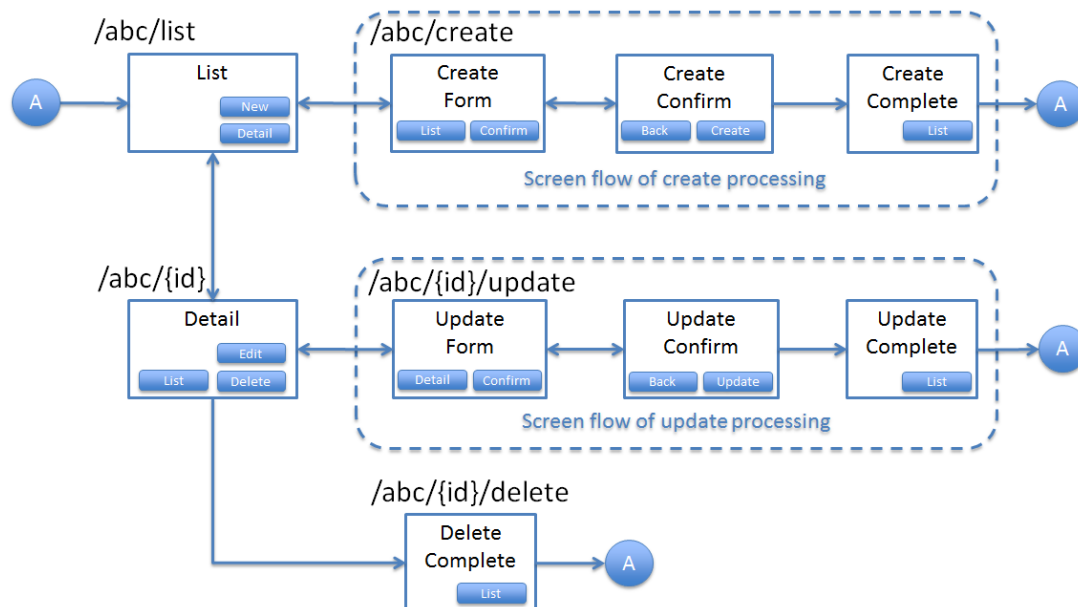 /abc/list
/abc/create
A
List
New
Detail
Create
Form
List
Confirm
Create
Confirm
Back
Create
Create
Complete
List
A
Screen flow of create processing
/abc/{id}
/abc/{id}/update
Detail
Edit
List
Delete
Update
Form
Detail
Confirm
Update
Confirm
Back
Update
Update
Complete
List
A
Screen flow of update processing
/abc/{id}/delete
Delete
Complete
List
A